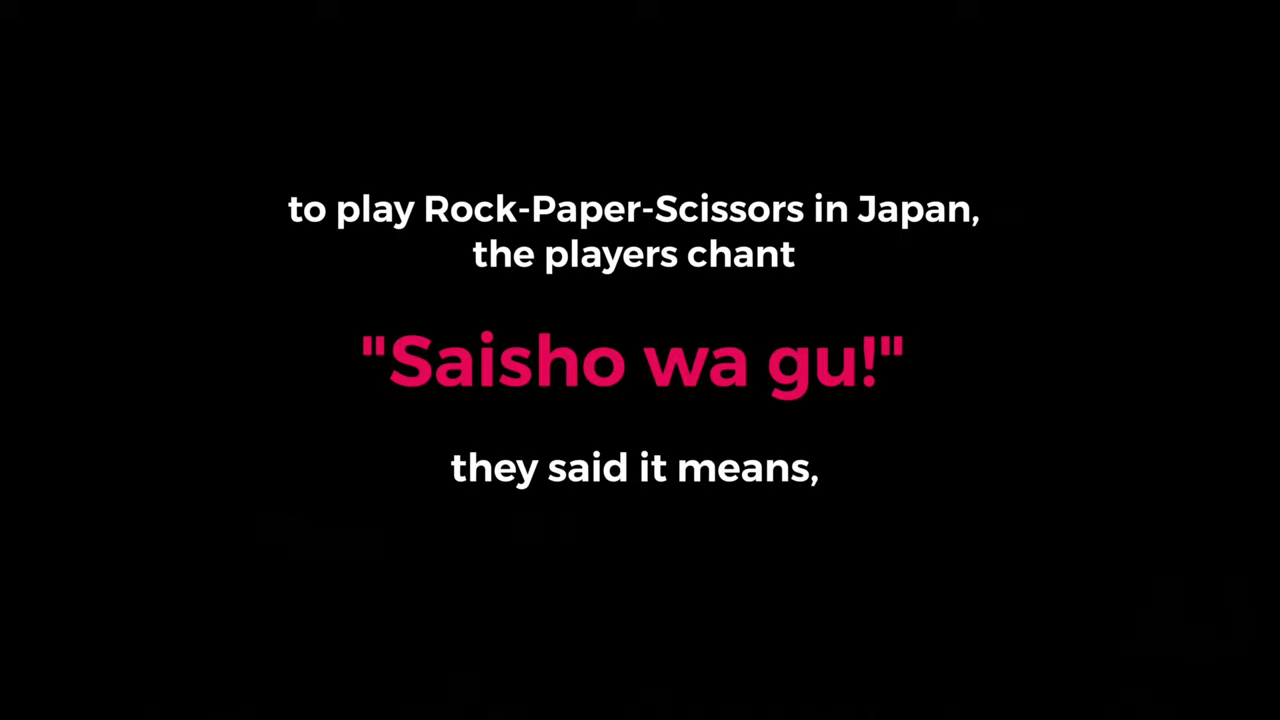 to play Rock-Paper-Scissors in Japan,
the players chant
"Saisho wa gu!"
they said it means,